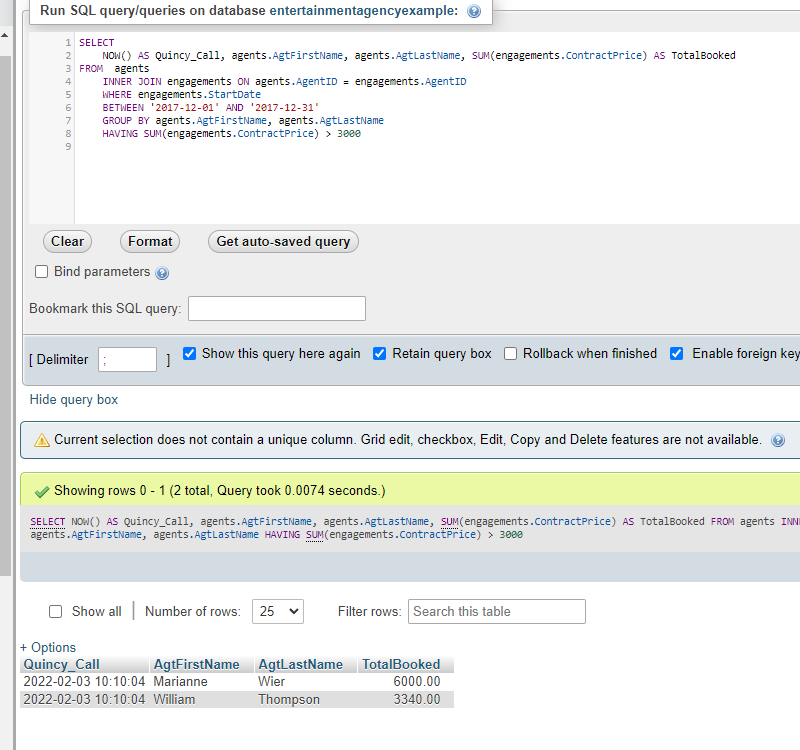 Run SQL query/queries on database entertainmentagencyexample:
1 SELECT
2 NOW() AS Quincy_Call, agents.AgtFirstName, agents.AgtLastName, SUM(engagements.ContractPrice) AS TotalBooked
3 FROM agents
4 INNER JOIN engagements ON agents.AgentID = engagements.AgentID
5 WHERE engagements.StartDate
6 BETWEEN '2017-12-01' AND '2017-12-31'
7 GROUP BY agents.AgtFirstName, agents.AgtLastName
8 HAVING SUM(engagements.ContractPrice) > 3000
9
Clear Format Get auto-saved query
Bind parameters
Bookmark this SQL query:
[ Delimiter ; ] Show this query here again Retain query box Rollback when finished Enable foreign key
Hide query box
Current selection does not contain a unique column. Grid edit, checkbox, Edit, Copy and Delete features are not available.
Showing rows 0 - 1 (2 total, Query took 0.0074 seconds.)
SELECT NOW() AS Quincy_Call, agents.AgtFirstName, agents.AgtLastName, SUM(engagements.ContractPrice) AS TotalBooked FROM agents INN
agents.AgtFirstName, agents.AgtLastName HAVING SUM(engagements.ContractPrice) > 3000
Show all | Number of rows: 25 Filter rows: Search this table
+ Options
Quincy_Call AgtFirstName AgtLastName TotalBooked
2022-02-03 10:10:04 Marianne Wier 6000.00
2022-02-03 10:10:04 William Thompson 3340.00